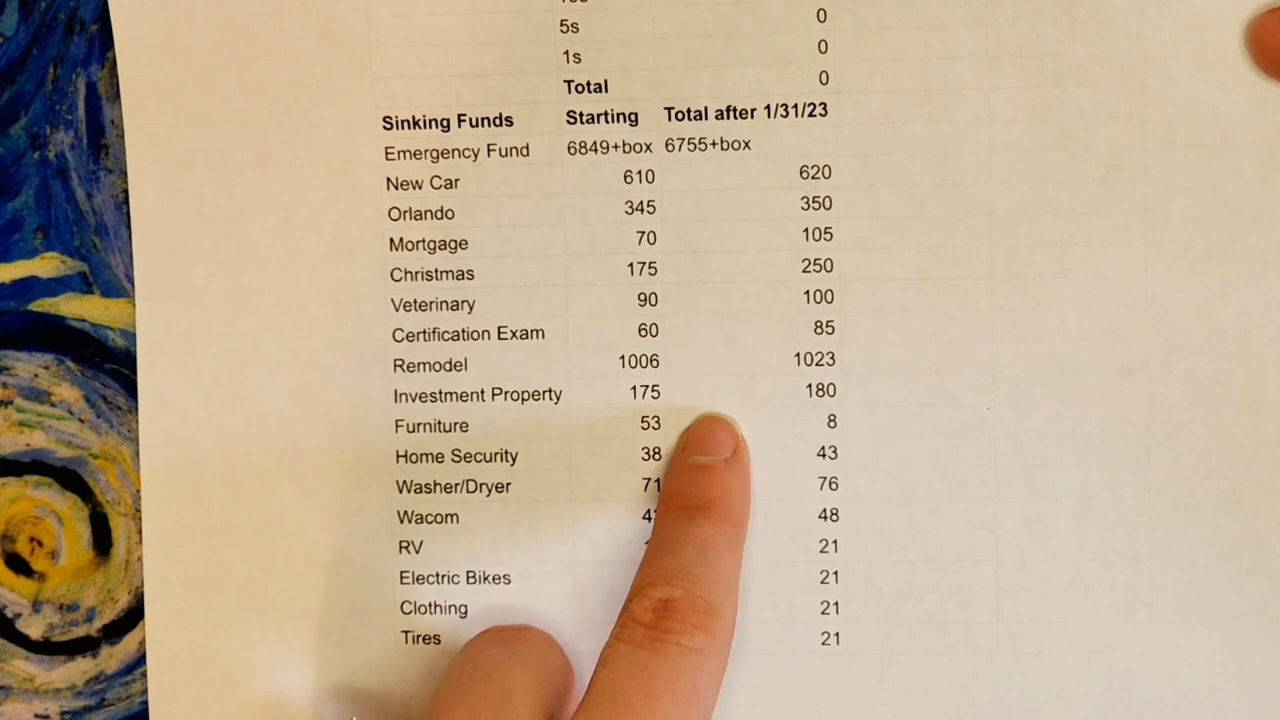 5s 0
1s 0
Total 0
Sinking Funds Starting Total after 1/31/23
Emergency Fund 6849+box 6755+box
New Car 610 620
Orlando 345 350
Mortgage 70 105
Christmas 175 250
Veterinary 90 100
Certification Exam 60 85
Remodel 1006 1023
Investment Property 175 180
Furniture 53 8
Home Security 38 43
Washer/Dryer 71 76
Wacom 48
RV 21
Electric Bikes 21
Clothing 21
Tires 21